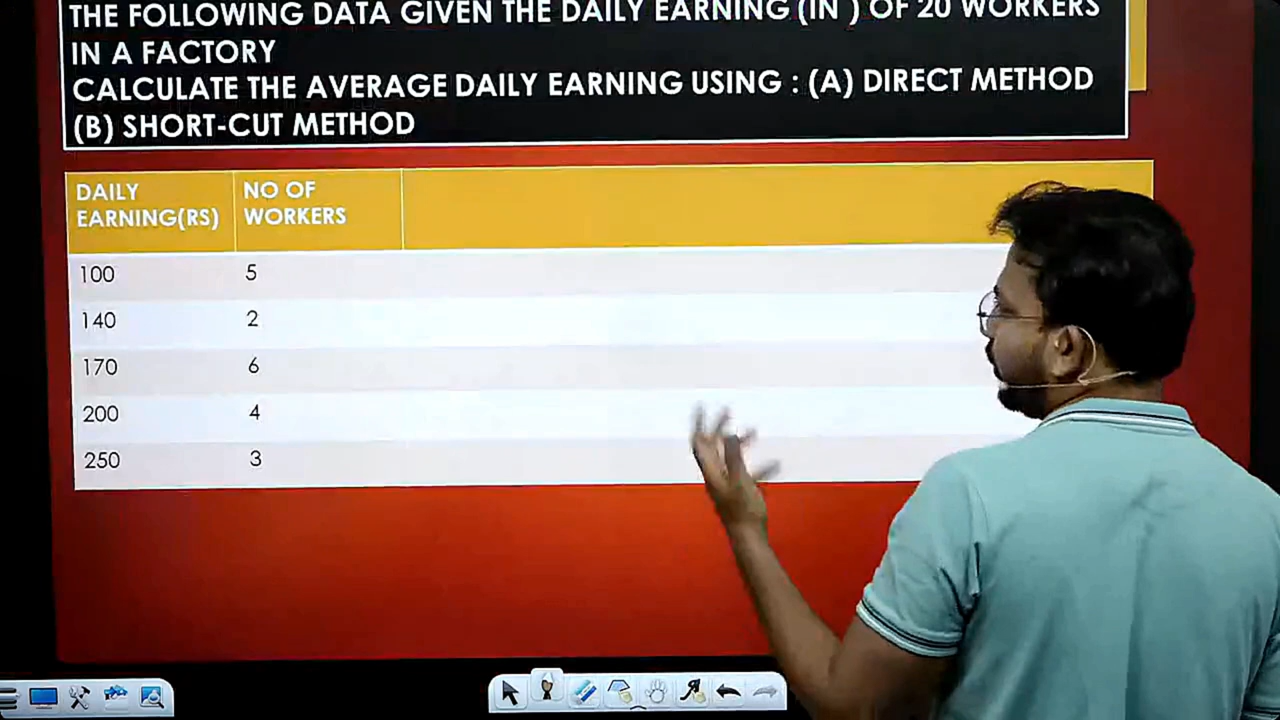 THE FOLLOWING DATA GIVEN THE DAILY EARNING (IN ) OF 20 WORKERS
IN A FACTORY
CALCULATE THE AVERAGE DAILY EARNING USING : (A) DIRECT METHOD
(B) SHORT-CUT METHOD
DAILY EARNING(RS) NO OF WORKERS
100 5
140 2
170 6
200 4
250 3